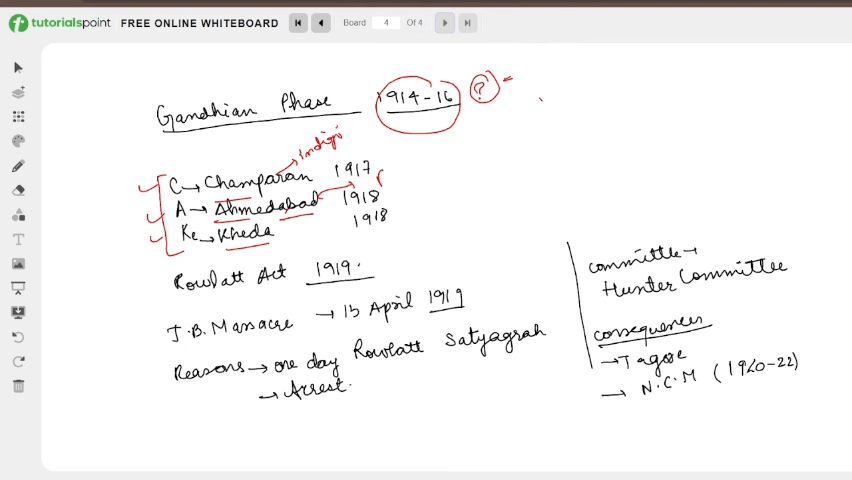 tutorialspoint FREE ONLINE WHITEBOARD Board 4 Of 4
Gandhian Phase 1914-16 ?
Indigo
C → Champaran 1917
A → Ahmedabad 1918
Ke → Kheda 1918
Rowlatt Act 1919.
J.B. Massacre → 13 April 1919
Reasons → one day Rowlatt Satyagrah
→ Arrest.
committee →
Hunter Committee
consequences
→ Tagore
→ N.C.M (1920-22)